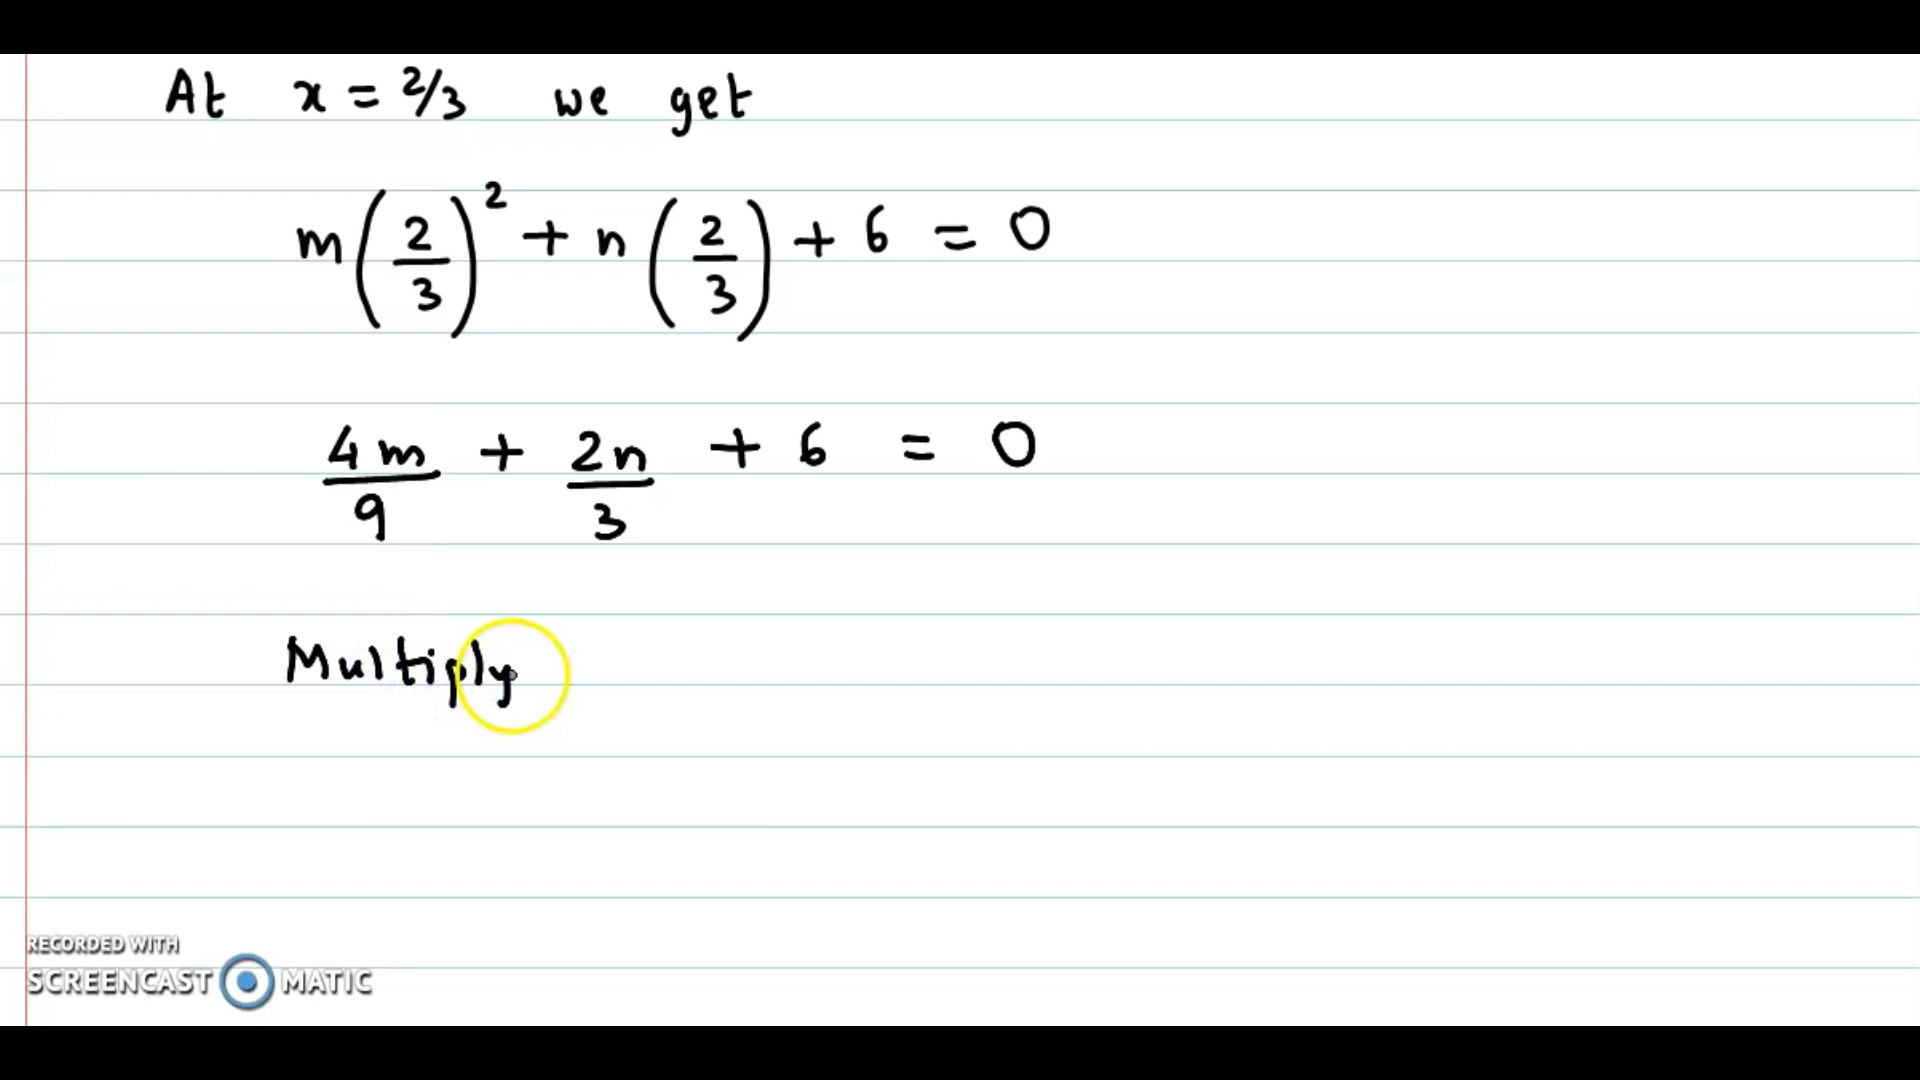 At x = 2/3 we get
m(2/3)² + n(2/3) + 6 = 0
4m/9 + 2n/3 + 6 = 0
Multiply
RECORDED WITH
SCREENCAST MATIC